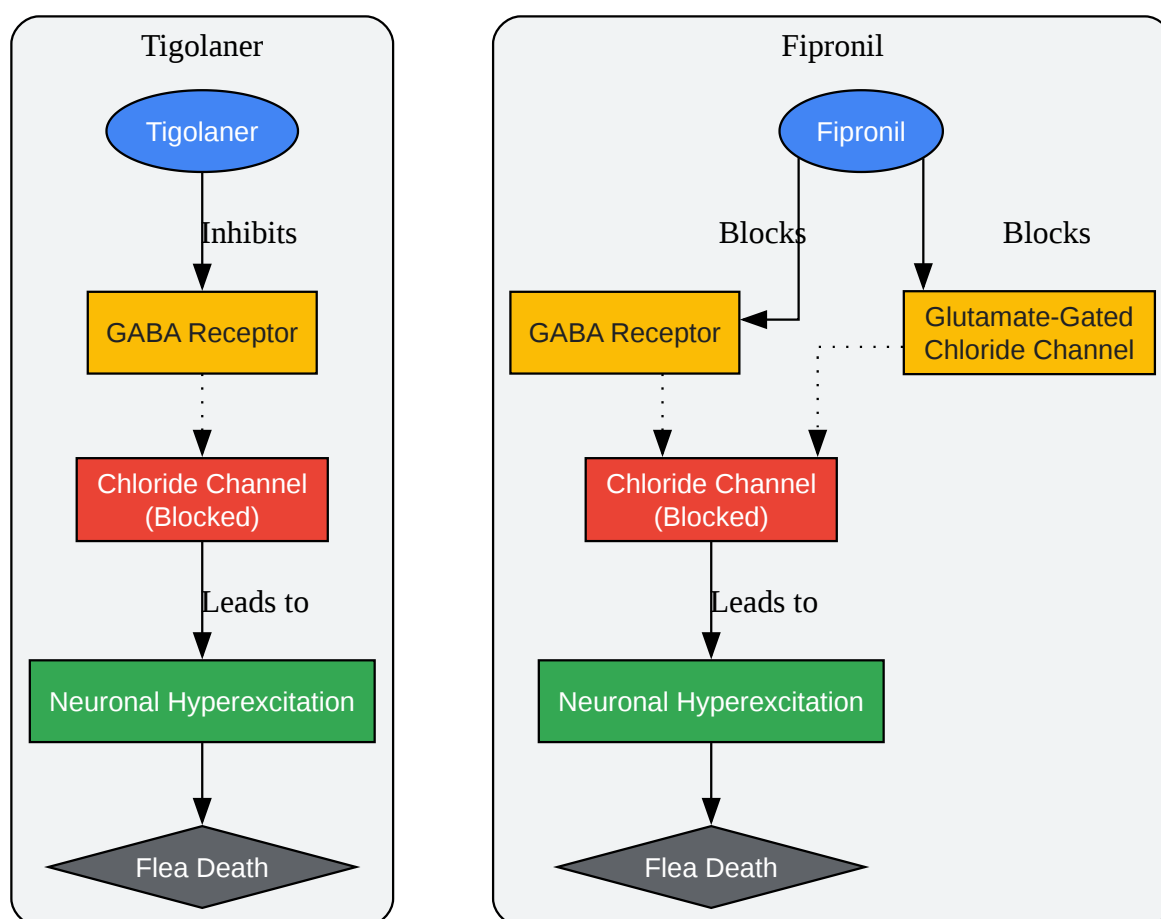 Tigolaner
Tigolaner
Inhibits
GABA Receptor
Chloride Channel
(Blocked)
Leads to
Neuronal Hyperexcitation
Flea Death
Fipronil
Fipronil
Blocks
Blocks
GABA Receptor
Glutamate-Gated
Chloride Channel
Chloride Channel
(Blocked)
Leads to
Neuronal Hyperexcitation
Flea Death